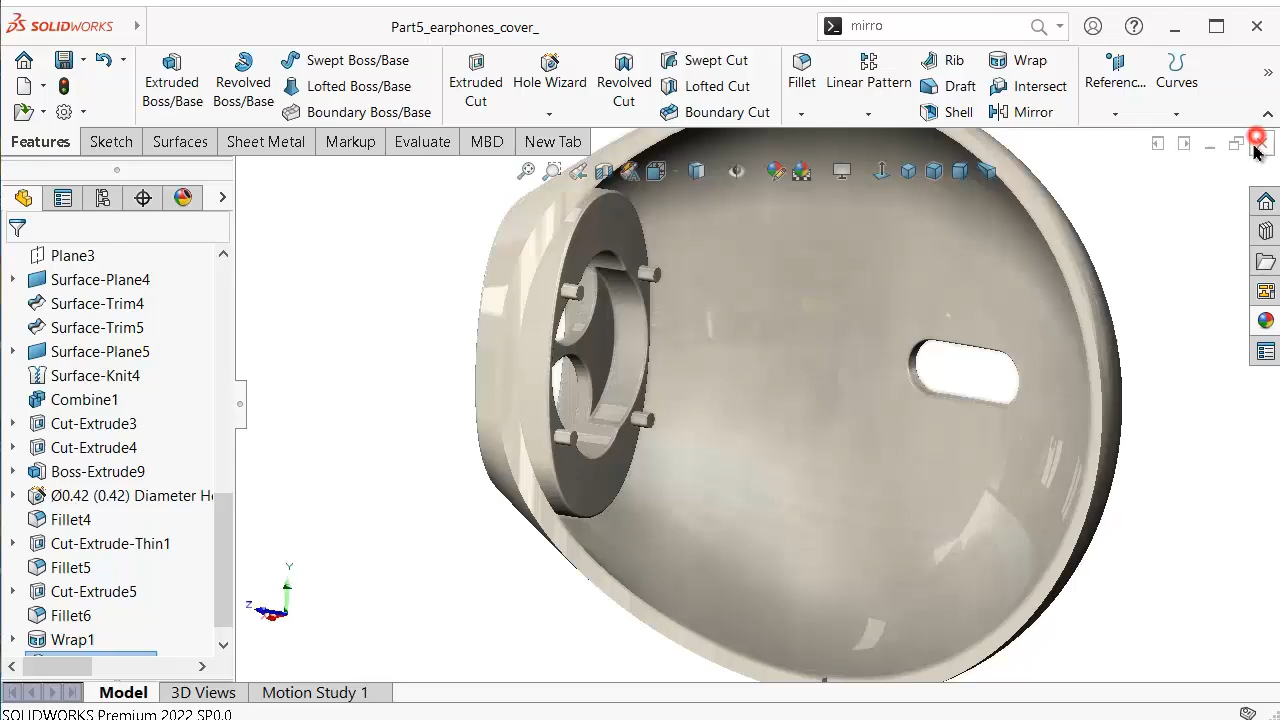 SOLIDWORKS
Part5_earphones_cover_
mirro
Extruded Boss/Base
Revolved Boss/Base
Swept Boss/Base
Lofted Boss/Base
Boundary Boss/Base
Extruded Cut
Hole Wizard
Revolved Cut
Swept Cut
Lofted Cut
Boundary Cut
Fillet
Linear Pattern
Rib
Draft
Shell
Wrap
Intersect
Mirror
Referenc...
Curves
Features
Sketch
Surfaces
Sheet Metal
Markup
Evaluate
MBD
New Tab
Plane3
Surface-Plane4
Surface-Trim4
Surface-Trim5
Surface-Plane5
Surface-Knit4
Combine1
Cut-Extrude3
Cut-Extrude4
Boss-Extrude9
Ø0.42 (0.42) Diameter H
Fillet4
Cut-Extrude-Thin1
Fillet5
Cut-Extrude5
Fillet6
Wrap1
Y
Z
Model
3D Views
Motion Study 1
SOLIDWORKS Premium 2022 SP0.0